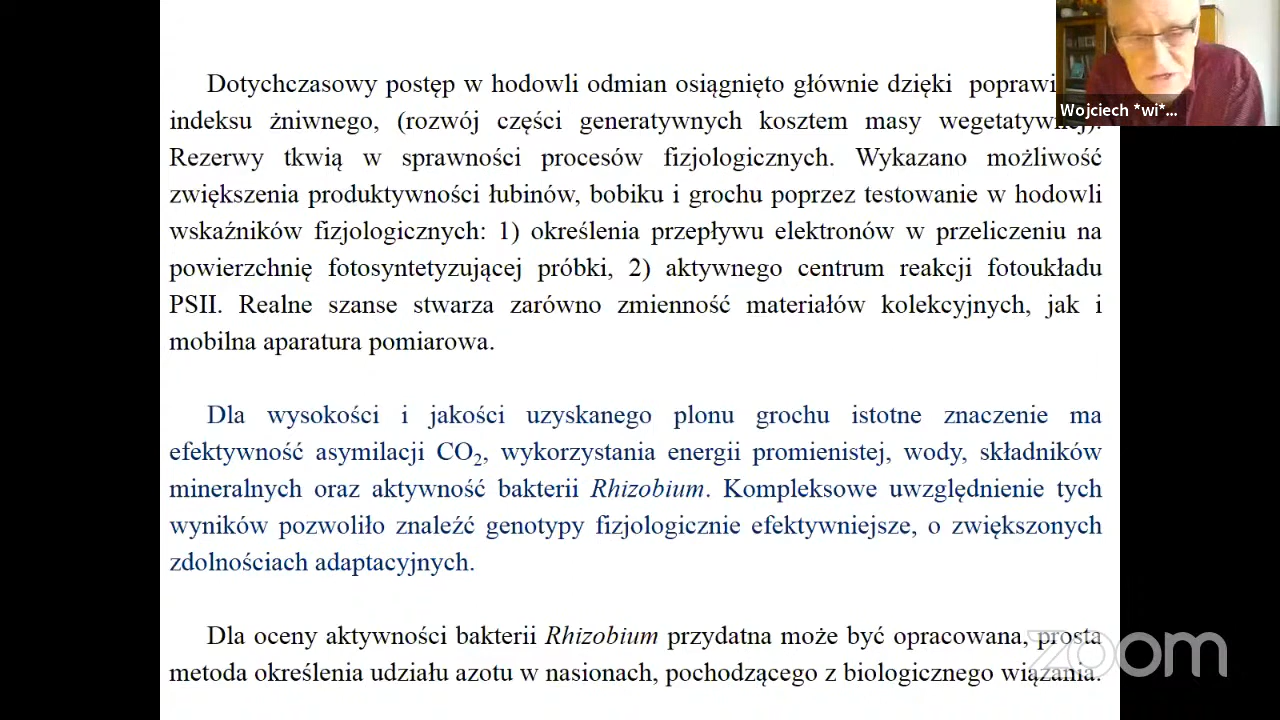 Dotychczasowy postęp w hodowli odmian osiągnięto głównie dzięki poprawi
indeksu żniwnego, (rozwój części generatywnych kosztem masy wegetatywnej).
Rezerwy tkwią w sprawności procesów fizjologicznych. Wykazano możliwość
zwiększenia produktywności łubinów, bobiku i grochu poprzez testowanie w hodowli
wskaźników fizjologicznych: 1) określenia przepływu elektronów w przeliczeniu na
powierzchnię fotosyntetyzującej próbki, 2) aktywnego centrum reakcji fotoukładu
PSII. Realne szanse stwarza zarówno zmienność materiałów kolekcyjnych, jak i
mobilna aparatura pomiarowa.
Dla wysokości i jakości uzyskanego plonu grochu istotne znaczenie ma
efektywność asymilacji CO₂, wykorzystania energii promienistej, wody, składników
mineralnych oraz aktywność bakterii Rhizobium. Kompleksowe uwzględnienie tych
wyników pozwoliło znaleźć genotypy fizjologicznie efektywniejsze, o zwiększonych
zdolnościach adaptacyjnych.
Dla oceny aktywności bakterii Rhizobium przydatna może być opracowana, prosta
metoda określenia udziału azotu w nasionach, pochodzącego z biologicznego wiązania.
Wojciech *wi*...
zoom